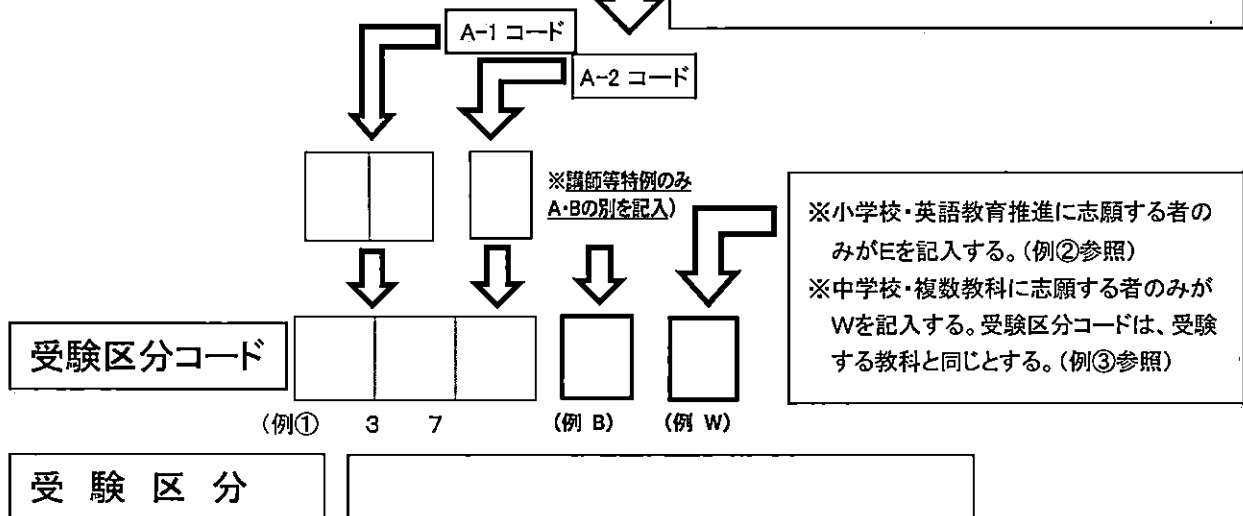 A-1 コード
A-2 コード
※講師等特例のみ
A・Bの別を記入)
※小学校・英語教育推進に志願する者の
みがEを記入する。(例②参照)
※中学校・複数教科に志願する者のみが
Wを記入する。受験区分コードは、受験
する教科と同じとする。(例③参照)
受験区分コード
(例① 3 7 (例 B) (例 W)
受 験 区 分